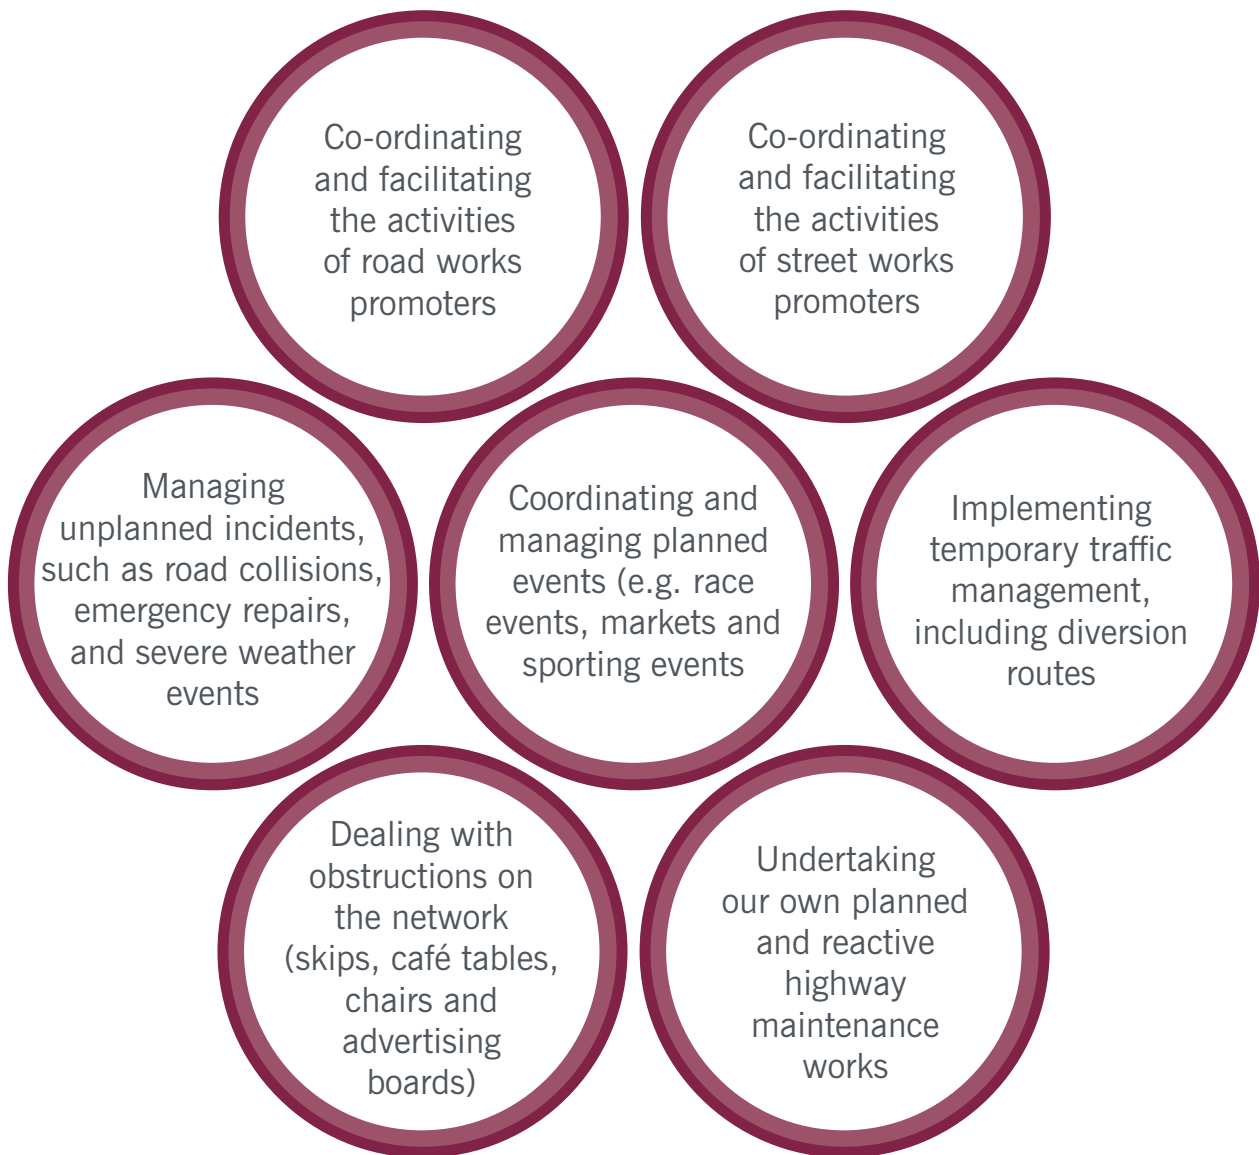 Co-ordinating
and facilitating
the activities
of road works
promoters
Co-ordinating
and facilitating
the activities
of street works
promoters
Managing
unplanned incidents,
such as road collisions,
emergency repairs,
and severe weather
events
Coordinating and
managing planned
events (e.g. race
events, markets and
sporting events
Implementing
temporary traffic
management,
including diversion
routes
Dealing with
obstructions on
the network
(skips, café tables,
chairs and
advertising
boards)
Undertaking
our own planned
and reactive
highway
maintenance
works